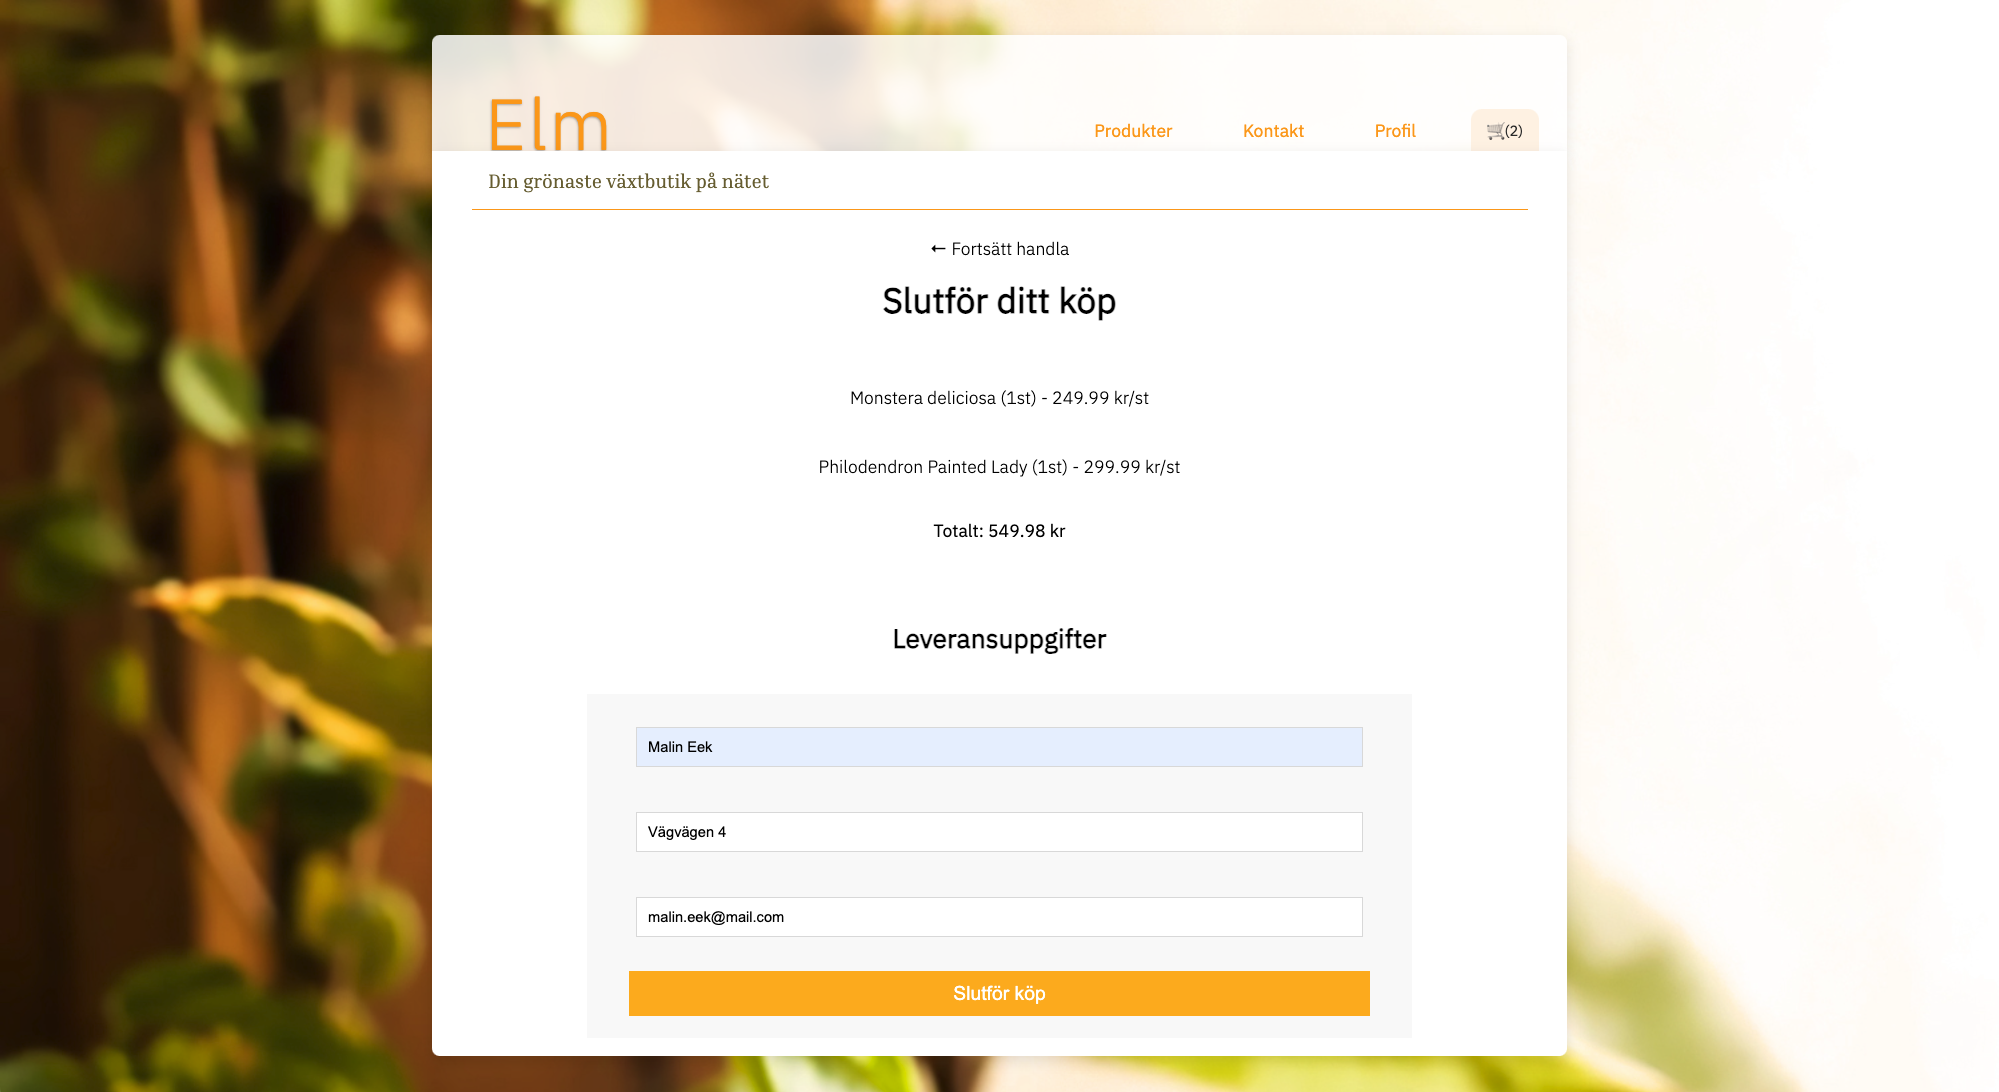 Elm
Produkter Kontakt Profil (2)
Din grönaste växtbutik på nätet
← Fortsätt handla
Slutför ditt köp
Monstera deliciosa (1st) - 249.99 kr/st
Philodendron Painted Lady (1st) - 299.99 kr/st
Totalt: 549.98 kr
Leveransuppgifter
Malin Eek
Vägvägen 4
malin.eek@mail.com
Slutför köp